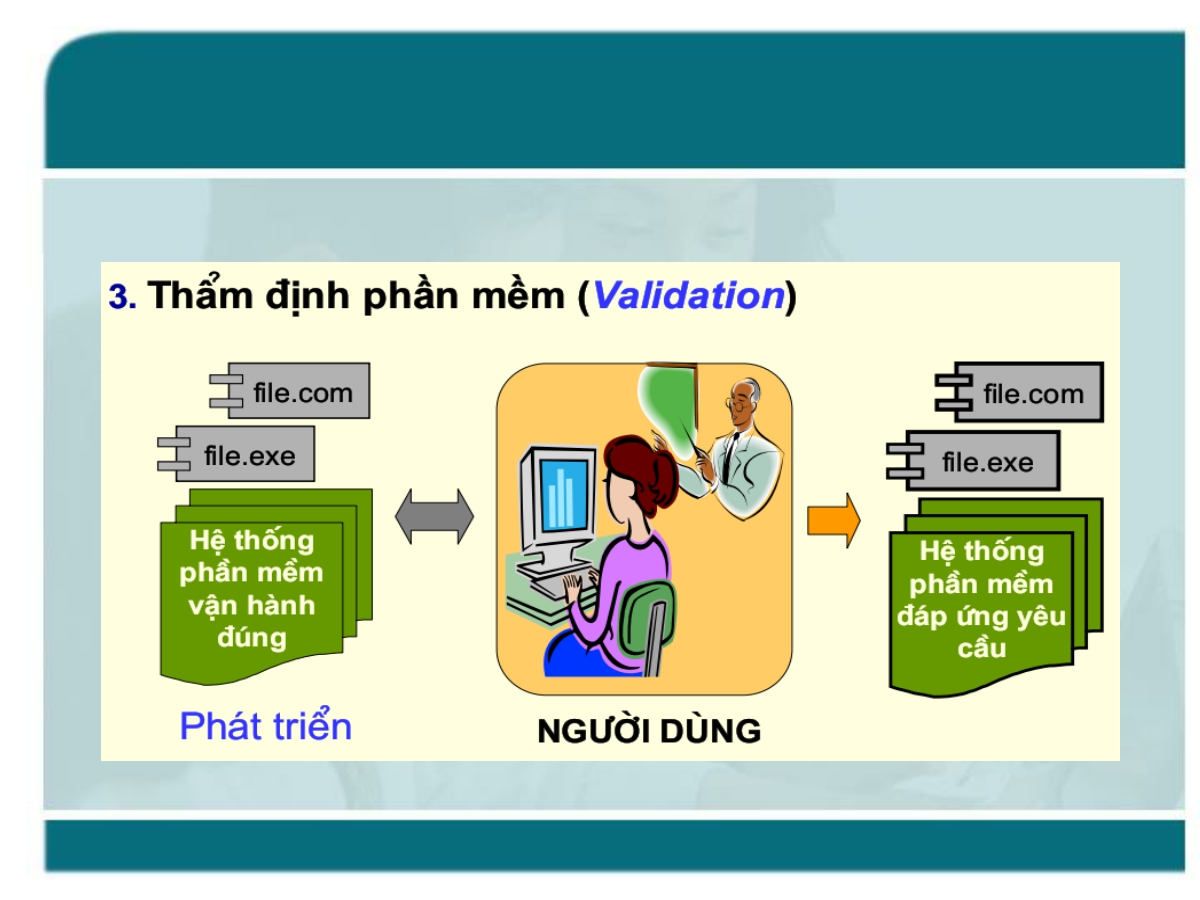 3. Thẩm định phần mềm (Validation)
file.com
file.exe
Hệ thống
phần mềm
vận hành
đúng
Phát triển
NGƯỜI DÙNG
file.com
file.exe
Hệ thống
phần mềm
đáp ứng yêu
cầu